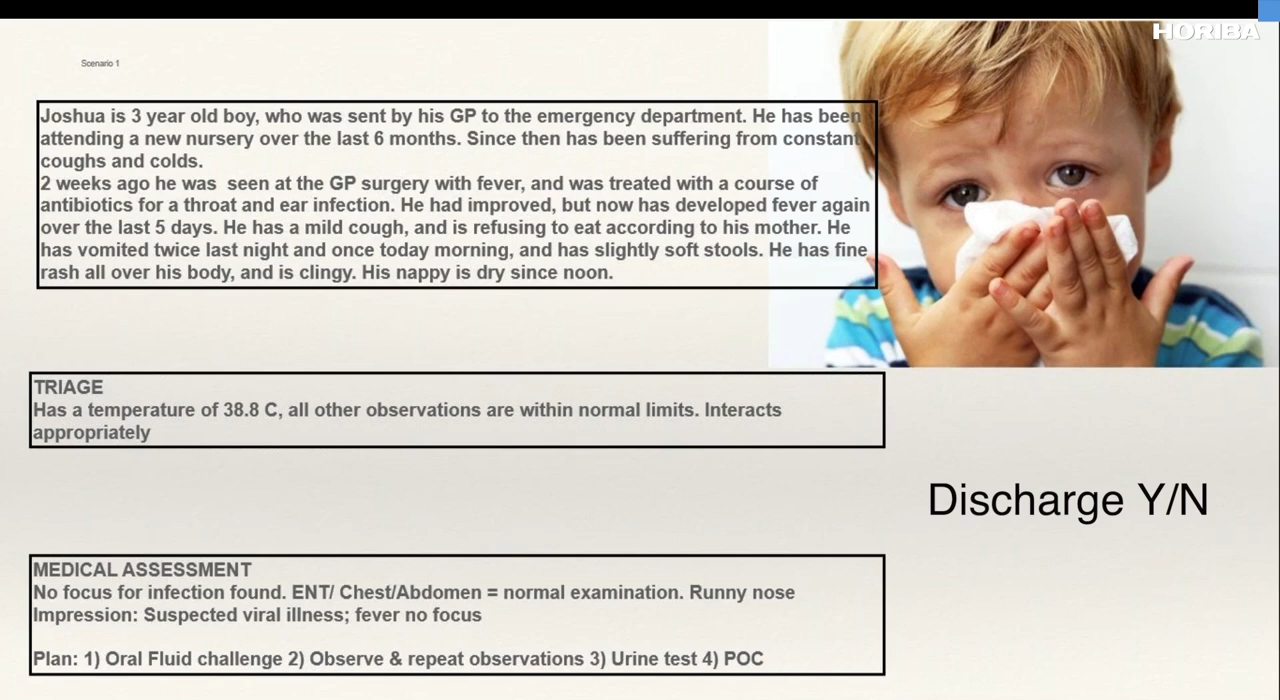 HORIBA
Scenario 1
Joshua is 3 year old boy, who was sent by his GP to the emergency department. He has been
attending a new nursery over the last 6 months. Since then has been suffering from constant
coughs and colds.
2 weeks ago he was  seen at the GP surgery with fever, and was treated with a course of
antibiotics for a throat and ear infection. He had improved, but now has developed fever again
over the last 5 days. He has a mild cough, and is refusing to eat according to his mother. He
has vomited twice last night and once today morning, and has slightly soft stools. He has fine
rash all over his body, and is clingy. His nappy is dry since noon.
TRIAGE
Has a temperature of 38.8 C, all other observations are within normal limits. Interacts
appropriately
Discharge Y/N
MEDICAL ASSESSMENT
No focus for infection found. ENT/ Chest/Abdomen = normal examination. Runny nose
Impression: Suspected viral illness; fever no focus
Plan: 1) Oral Fluid challenge 2) Observe & repeat observations 3) Urine test 4) POC